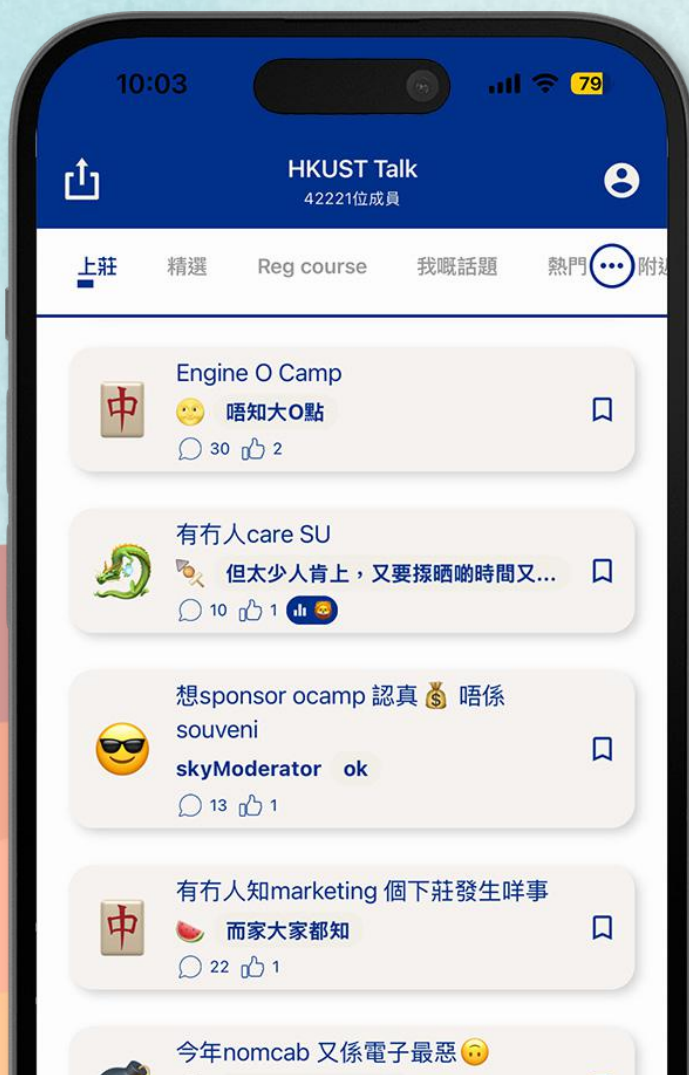 10:03
79
HKUST Talk
42221位成員
上莊 精選 Reg course 我嘅話題 熱門 附近
Engine O Camp
唔知大O點
30 2
有冇人care SU
但太少人肯上，又要揼晒啲時間又...
10 1
想sponsor ocamp 認真 💰 唔係
souveni
skyModerator ok
13 1
中
有冇人知marketing 個下莊發生咩事
而家大家都知
22 1
今年nomcab 又係電子最惡🙃